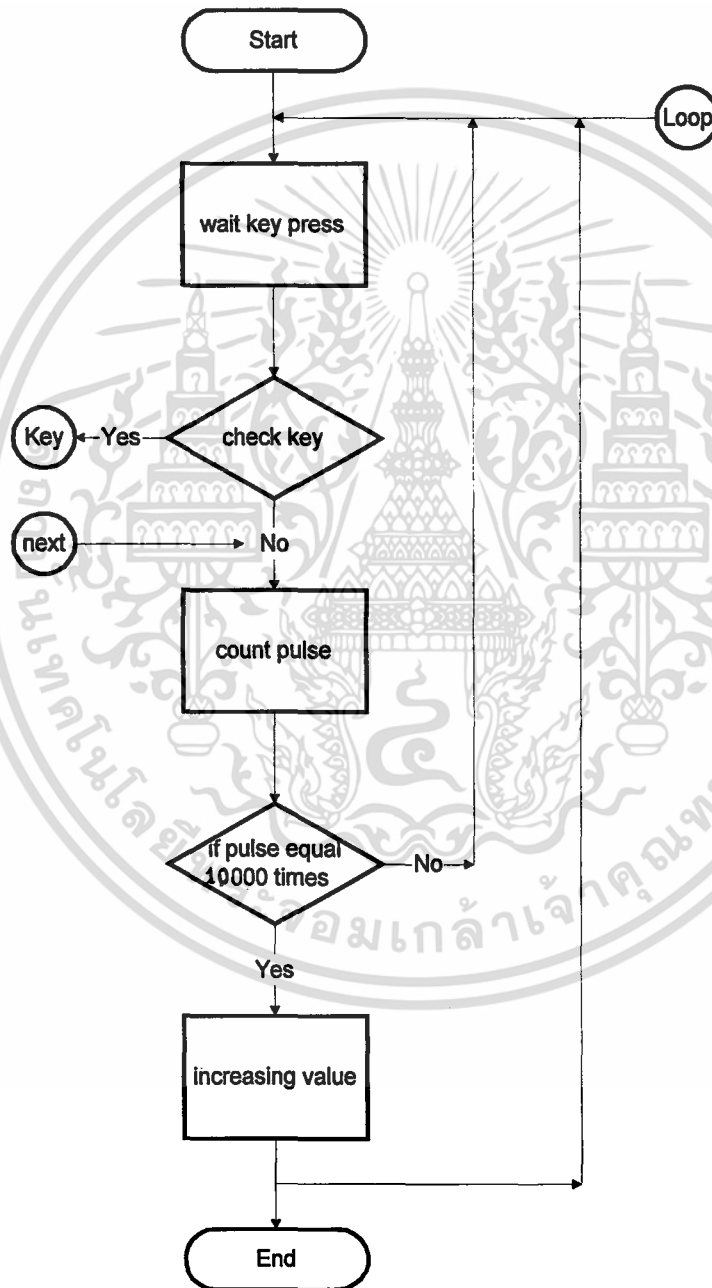 Start
Loop
wait key press
Key
Yes
check key
next
No
count pulse
if pulse equal
10000 times
No
Yes
increasing value
End